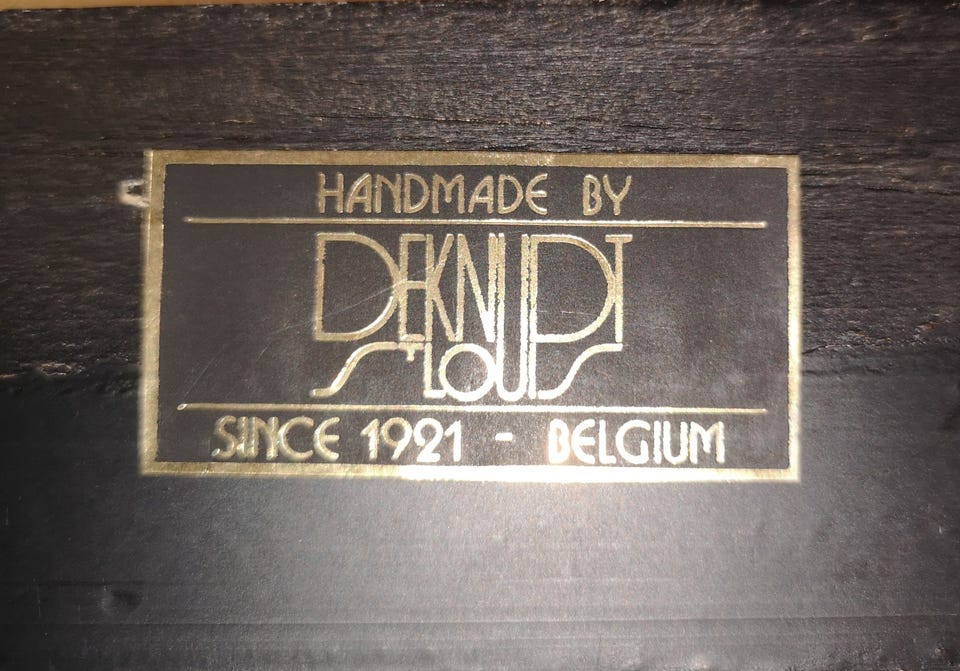 HANDMADE BY
DEKNUDT
ST LOUIS
SINCE 1921 - BELGIUM